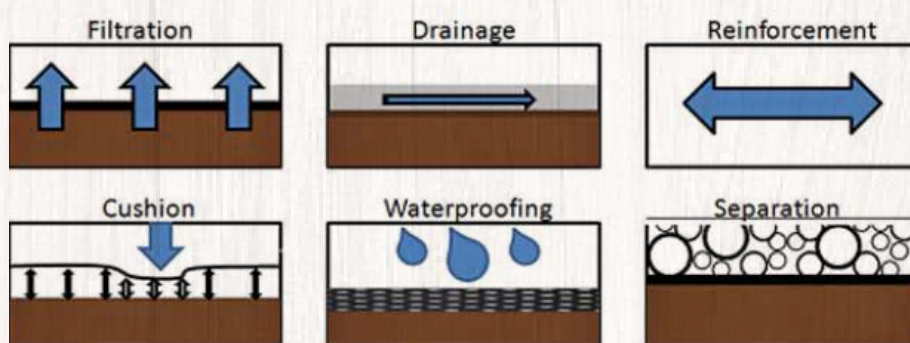 Filtration
Drainage
Reinforcement
Cushion
Waterproofing
Separation